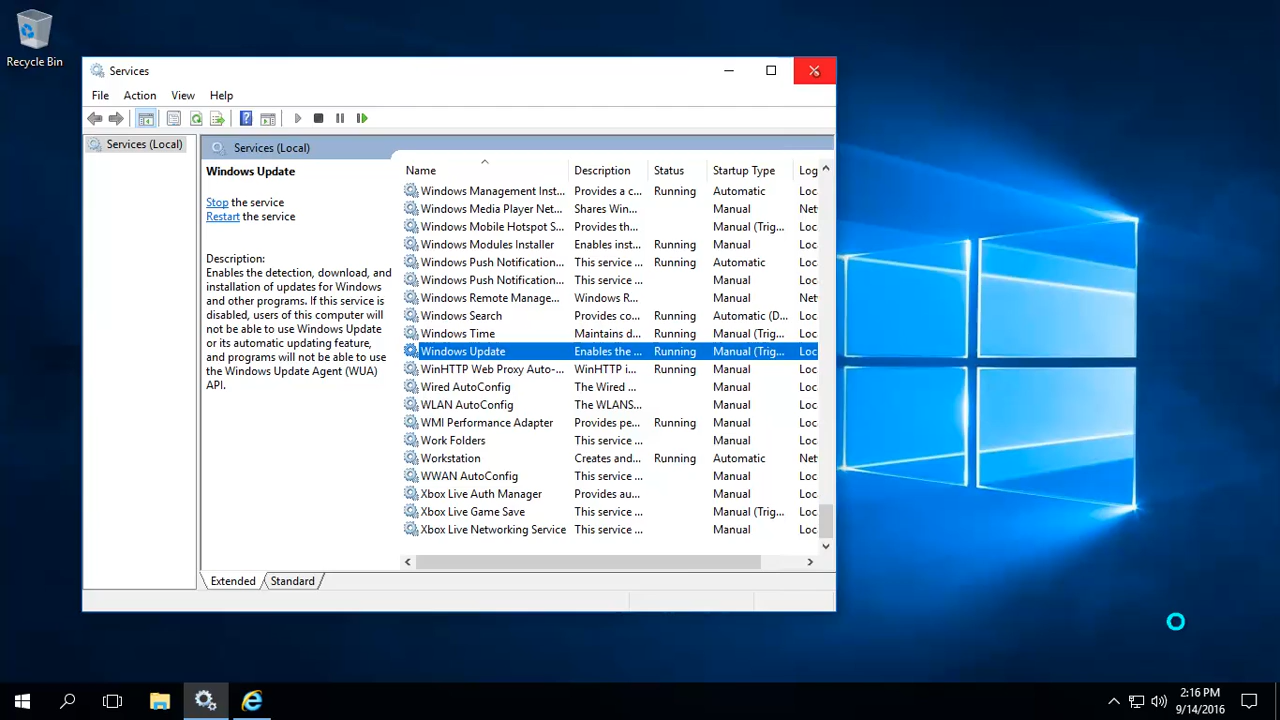 Recycle Bin
Services
File Action View Help
Services (Local)
Services (Local)
Windows Update
Stop the service
Restart the service
Description:
Enables the detection, download, and
installation of updates for Windows
and other programs. If this service is
disabled, users of this computer will
not be able to use Windows Update
or its automatic updating feature,
and programs will not be able to use
the Windows Update Agent (WUA)
API.
Name Description Status Startup Type Log
Windows Management Inst... Provides a c... Running Automatic Loc
Windows Media Player Net... Shares Win... Manual Net
Windows Mobile Hotspot S... Provides th... Manual (Trig... Loc
Windows Modules Installer Enables inst... Running Manual Loc
Windows Push Notification... This service ... Running Automatic Loc
Windows Push Notification... This service ... Manual Loc
Windows Remote Manage... Windows R... Manual Net
Windows Search Provides co... Running Automatic (D... Loc
Windows Time Maintains d... Running Manual (Trig... Loc
Windows Update Enables the ... Running Manual (Trig... Loc
WinHTTP Web Proxy Auto-... WinHTTP i... Running Manual Loc
Wired AutoConfig The Wired ... Manual Loc
WLAN AutoConfig The WLANS... Manual Loc
WMI Performance Adapter Provides pe... Running Manual Loc
Work Folders This service ... Manual Loc
Workstation Creates and... Running Automatic Net
WWAN AutoConfig This service ... Manual Loc
Xbox Live Auth Manager Provides au... Manual Loc
Xbox Live Game Save This service ... Manual (Trig... Loc
Xbox Live Networking Service This service ... Manual Loc
Extended Standard
2:16 PM
9/14/2016